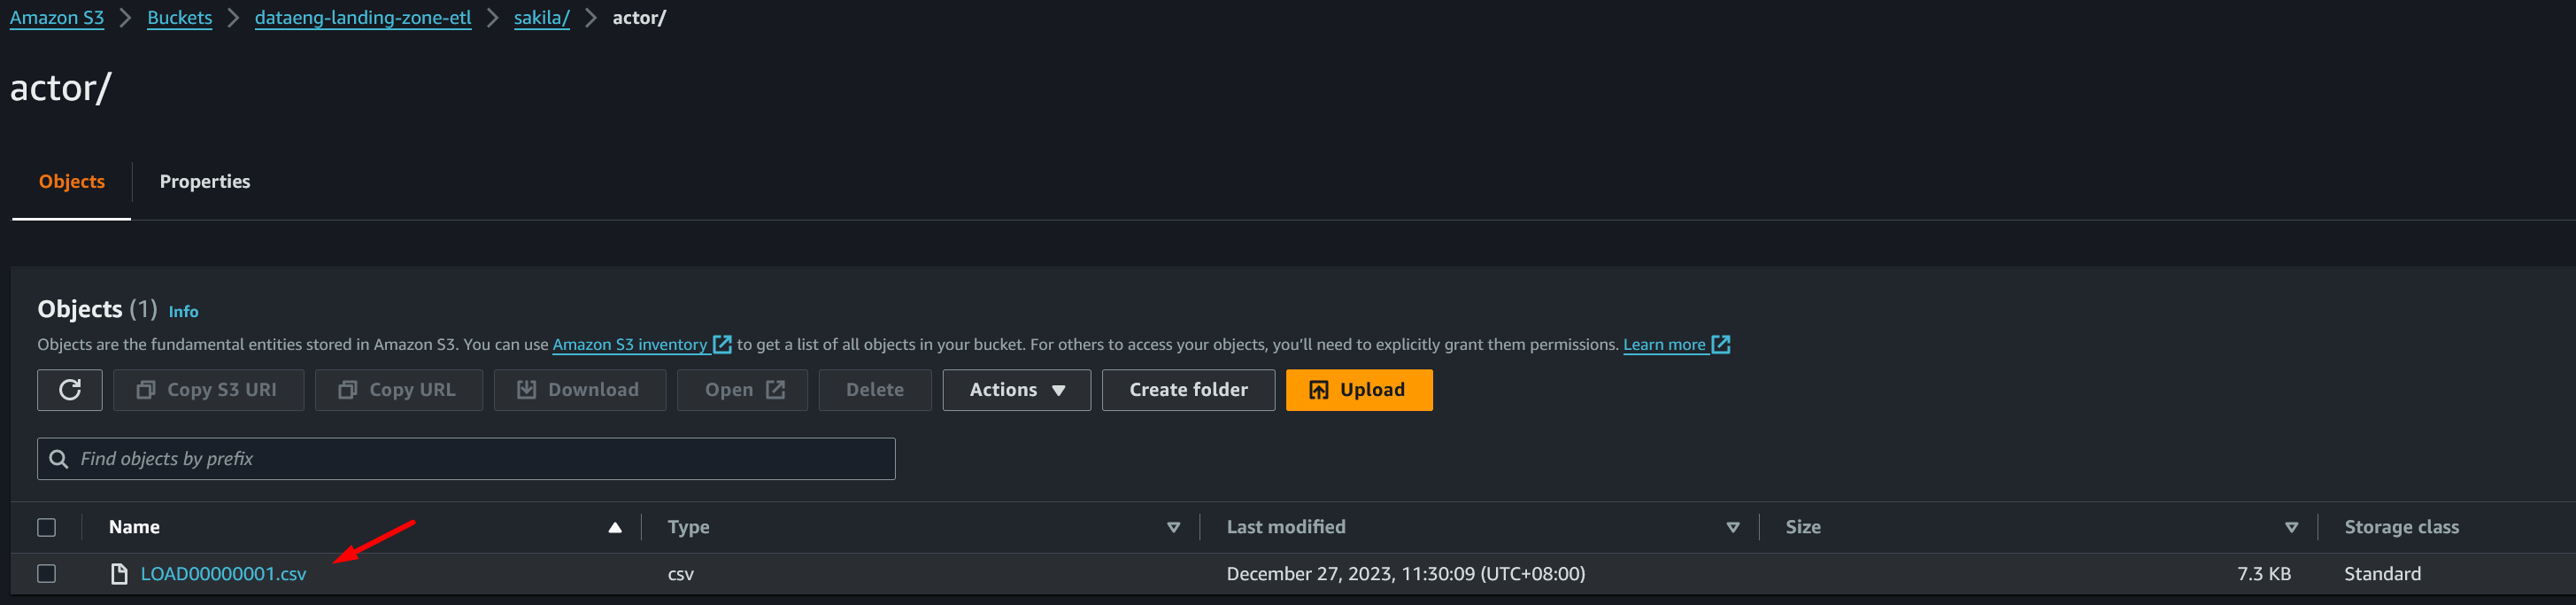 Amazon S3 Buckets dataeng-landing-zone-etl sakila/ actor/
actor/
Objects Properties
Objects (1) Info
Objects are the fundamental entities stored in Amazon S3. You can use Amazon S3 inventory to get a list of all objects in your bucket. For others to access your objects, you'll need to explicitly grant them permissions. Learn more
Copy S3 URI Copy URL Download Open Delete Actions Create folder Upload
Find objects by prefix
Name Type Last modified Size Storage class
LOAD00000001.csv csv December 27, 2023, 11:30:09 (UTC+08:00) 7.3 KB Standard